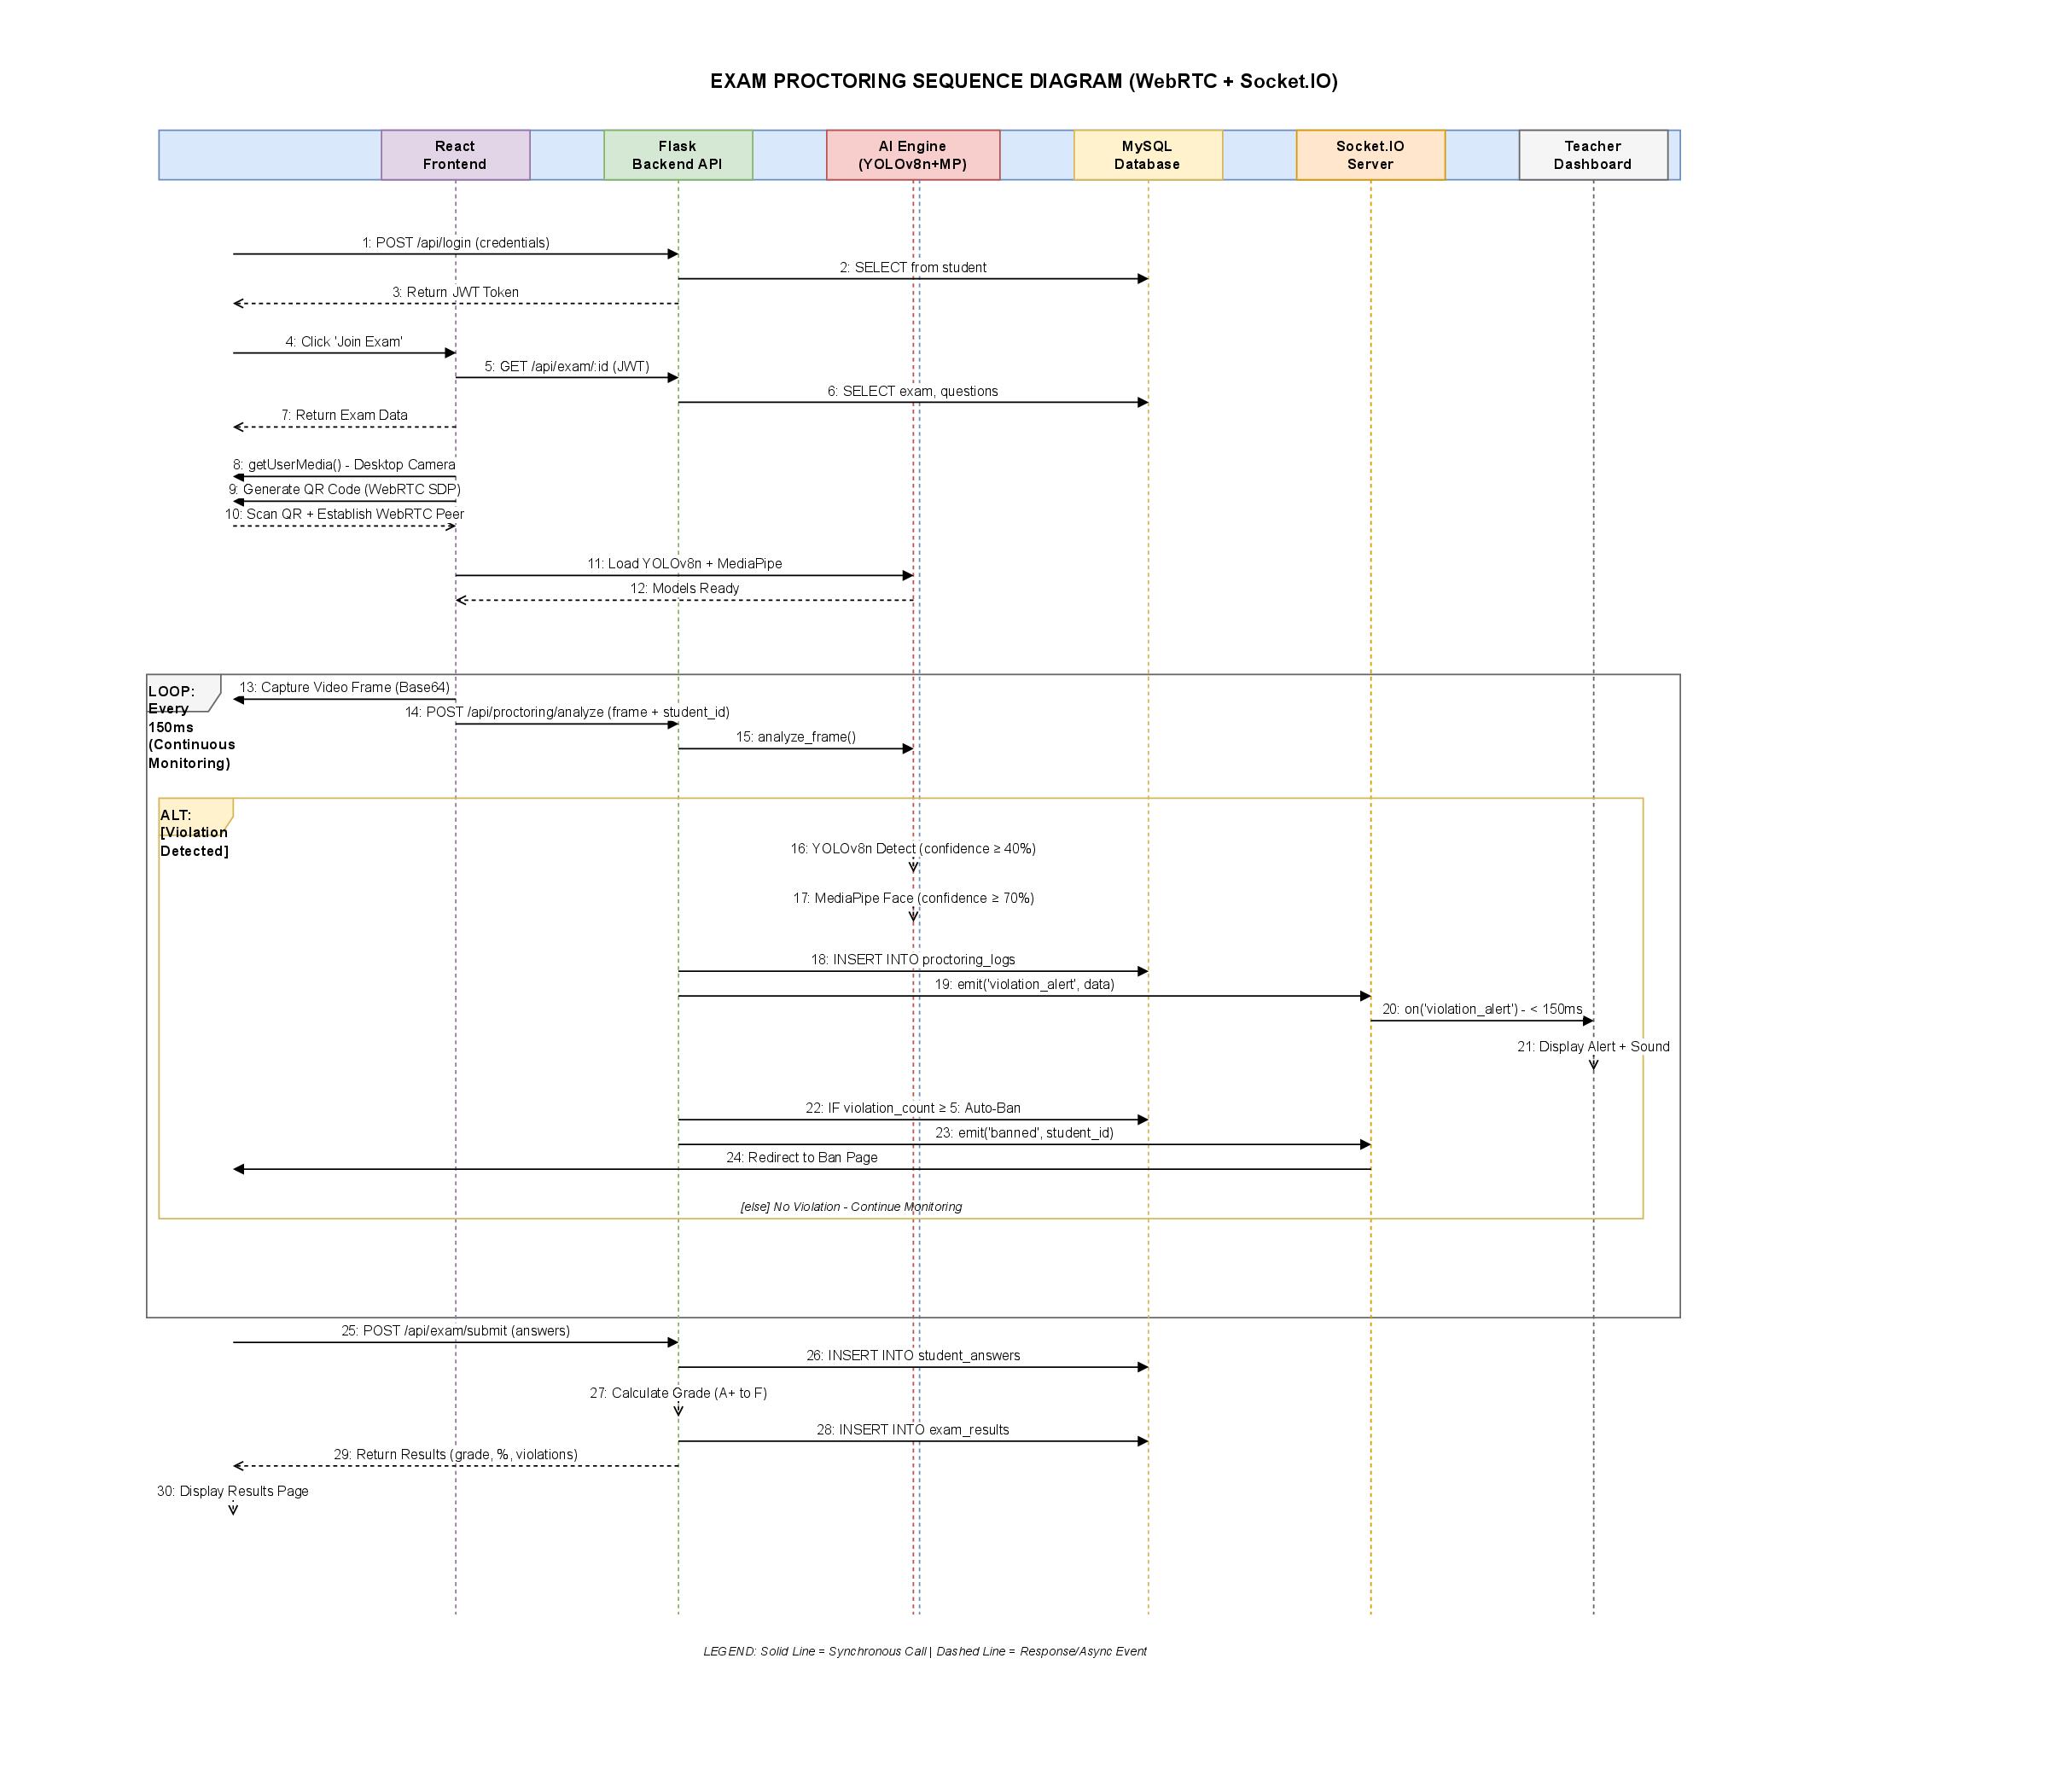 EXAM PROCTORING SEQUENCE DIAGRAM (WebRTC + Socket.IO)
React
Frontend
Flask
Backend API
AI Engine
(YOLOv8n+MP)
MySQL
Database
Socket.IO
Server
Teacher
Dashboard
1: POST /api/login (credentials)
2: SELECT from student
3: Return JWT Token
4: Click 'Join Exam'
5: GET /api/exam/:id (JWT)
6: SELECT exam, questions
7: Return Exam Data
8: getUserMedia() - Desktop Camera
9: Generate QR Code (WebRTC SDP)
10: Scan QR + Establish WebRTC Peer
11: Load YOLOv8n + MediaPipe
12: Models Ready
LOOP:
Every
150ms
(Continuous
Monitoring)
13: Capture Video Frame (Base64)
14: POST /api/proctoring/analyze (frame + student_id)
15: analyze_frame()
ALT:
[Violation
Detected]
16: YOLOv8n Detect (confidence ≥ 40%)
17: MediaPipe Face (confidence ≥ 70%)
18: INSERT INTO proctoring_logs
19: emit('violation_alert', data)
20: on('violation_alert') - < 150ms
21: Display Alert + Sound
22: IF violation_count ≥ 5: Auto-Ban
23: emit('banned', student_id)
24: Redirect to Ban Page
[else] No Violation - Continue Monitoring
25: POST /api/exam/submit (answers)
26: INSERT INTO student_answers
27: Calculate Grade (A+ to F)
28: INSERT INTO exam_results
29: Return Results (grade, %, violations)
30: Display Results Page
LEGEND: Solid Line = Synchronous Call | Dashed Line = Response/Async Event